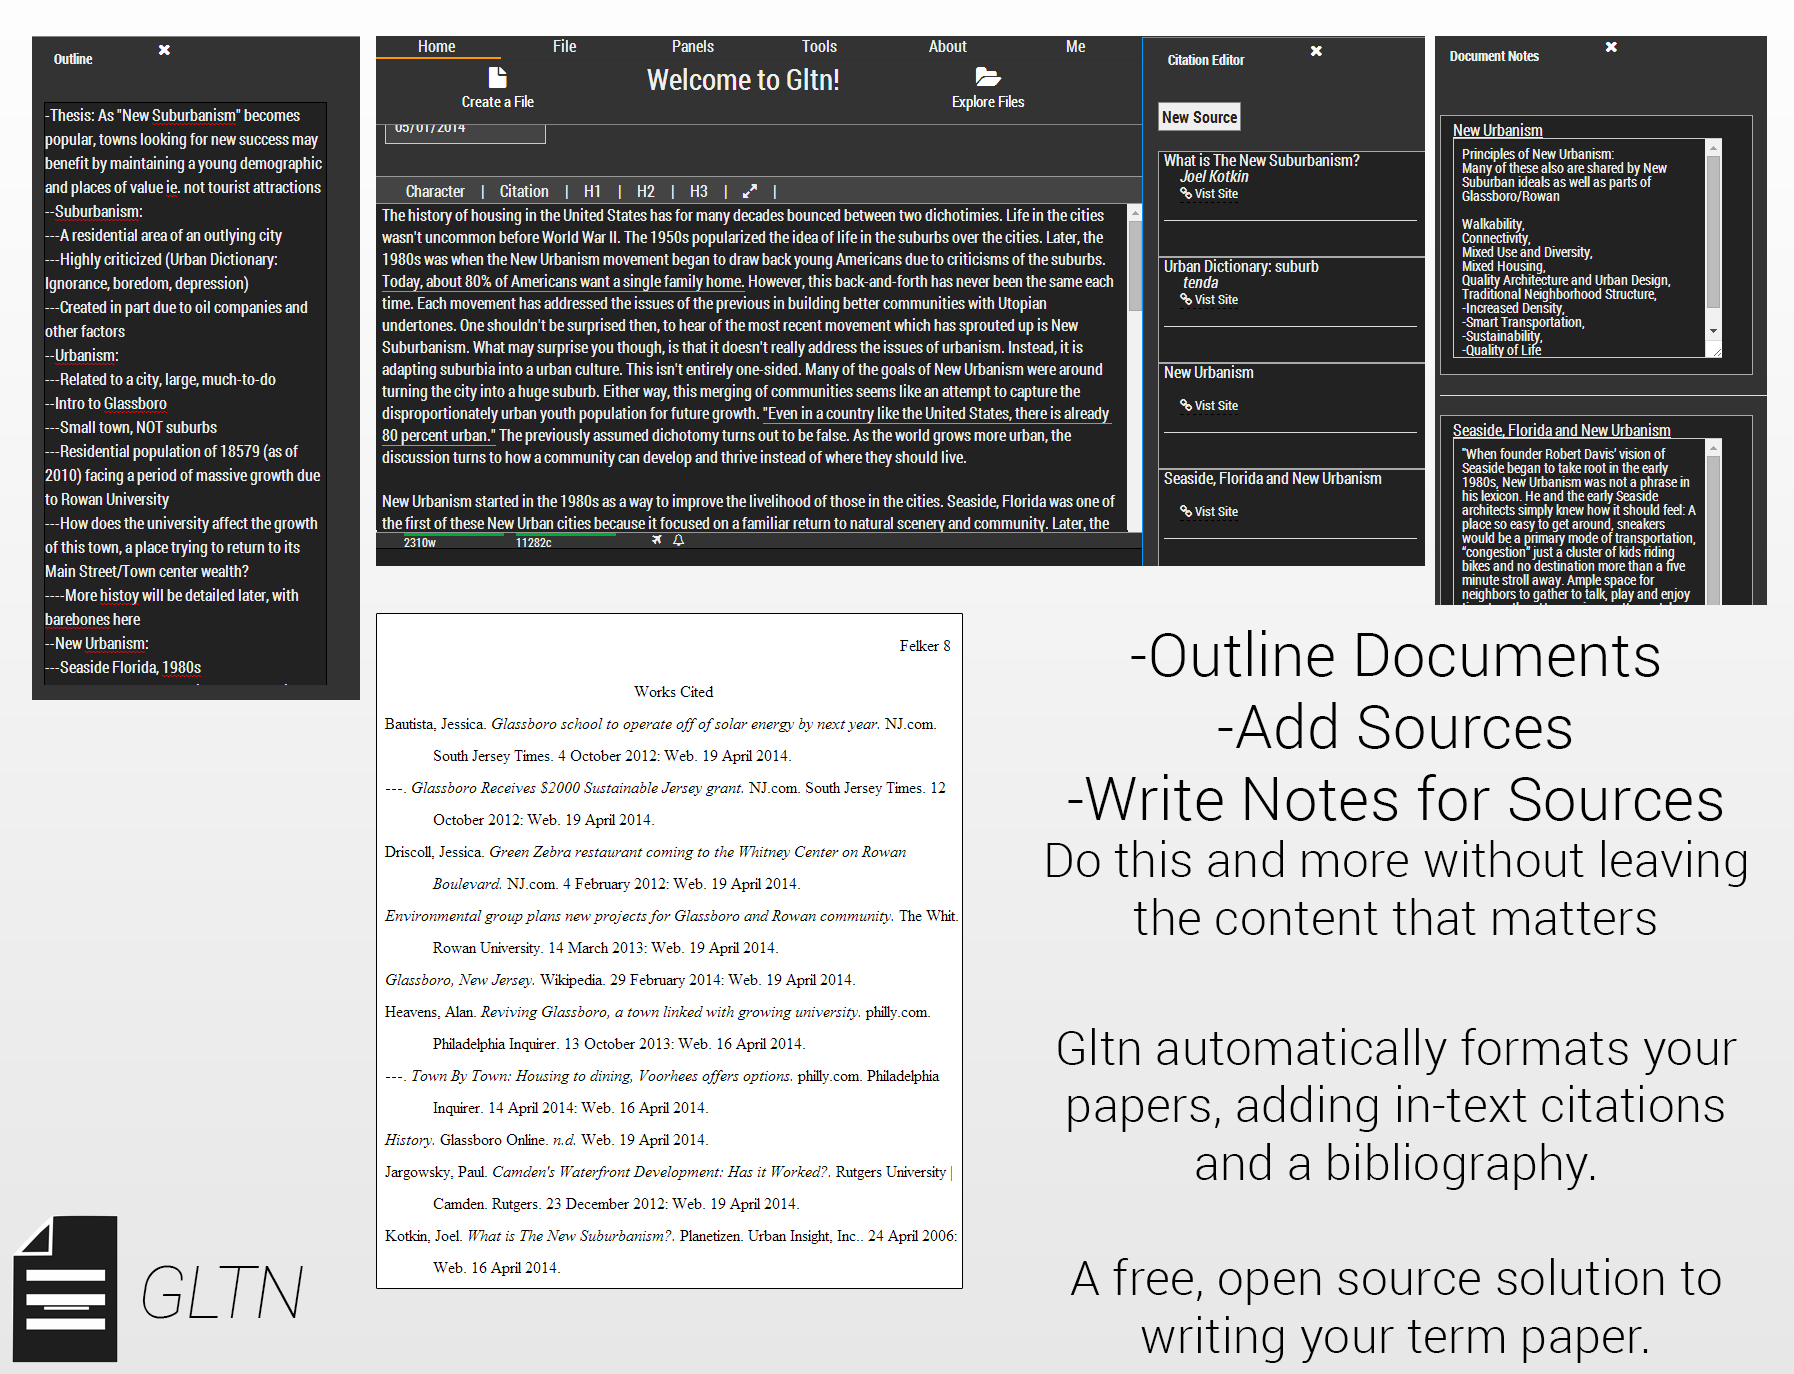 Outline
-Thesis: As "New Suburbanism" becomes
popular, towns looking for new success may
benefit by maintaining a young demographic
and places of value ie. not tourist attractions
--Suburbanism:
---A residential area of an outlying city
---Highly criticized (Urban Dictionary:
Ignorance, boredom, depression)
---Created in part due to oil companies and
other factors
--Urbanism:
---Related to a city, large, much-to-do
--Intro to Glassboro
---Small town, NOT suburbs
---Residential population of 18579 (as of
2010) facing a period of massive growth due
to Rowan University
---How does the university affect the growth
of this town, a place trying to return to its
Main Street/Town center wealth?
----More histoy will be detailed later, with
barebones here
--New Urbanism:
---Seaside Florida, 1980s
Home File Panels Tools About Me
Welcome to Gltn!
Create a File
Explore Files
05/01/2014
Character | Citation | H1 | H2 | H3 | |
The history of housing in the United States has for many decades bounced between two dichotimies. Life in the cities
wasn't uncommon before World War II. The 1950s popularized the idea of life in the suburbs over the cities. Later, the
1980s was when the New Urbanism movement began to draw back young Americans due to criticisms of the suburbs.
Today, about 80% of Americans want a single family home. However, this back-and-forth has never been the same each
time. Each movement has addressed the issues of the previous in building better communities with Utopian
undertones. One shouldn't be surprised then, to hear of the most recent movement which has sprouted up is New
Suburbanism. What may surprise you though, is that it doesn't really address the issues of urbanism. Instead, it is
adapting suburbia into a urban culture. This isn't entirely one-sided. Many of the goals of New Urbanism were around
turning the city into a huge suburb. Either way, this merging of communities seems like an attempt to capture the
disproportionately urban youth population for future growth. "Even in a country like the United States, there is already
80 percent urban." The previously assumed dichotomy turns out to be false. As the world grows more urban, the
discussion turns to how a community can develop and thrive instead of where they should live.
New Urbanism started in the 1980s as a way to improve the livelihood of those in the cities. Seaside, Florida was one of
the first of these New Urban cities because it focused on a familiar return to natural scenery and community. Later, the
2310w 11282c
Citation Editor
New Source
What is The New Suburbanism?
Joel Kotkin
Vist Site
Urban Dictionary: suburb
tenda
Vist Site
New Urbanism
Vist Site
Seaside, Florida and New Urbanism
Vist Site
Document Notes
New Urbanism
Principles of New Urbanism:
Many of these also are shared by New
Suburban ideals as well as parts of
Glassboro/Rowan
Walkability,
Connectivity,
Mixed Use and Diversity,
Mixed Housing,
Quality Architecture and Urban Design,
Traditional Neighborhood Structure,
-Increased Density,
-Smart Transportation,
-Sustainability,
-Quality of Life
Seaside, Florida and New Urbanism
"When founder Robert Davis' vision of
Seaside began to take root in the early
1980s, New Urbanism was not a phrase in
his lexicon. He and the early Seaside
architects simply knew how it should feel: A
place so easy to get around, sneakers
would be a primary mode of transportation,
“congestion” just a cluster of kids riding
bikes and no destination more than a five
minute stroll away. Ample space for
neighbors to gather to talk, play and enjoy
Felker 8
Works Cited
Bautista, Jessica. Glassboro school to operate off of solar energy by next year. NJ.com.
South Jersey Times. 4 October 2012: Web. 19 April 2014.
---. Glassboro Receives $2000 Sustainable Jersey grant. NJ.com. South Jersey Times. 12
October 2012: Web. 19 April 2014.
Driscoll, Jessica. Green Zebra restaurant coming to the Whitney Center on Rowan
Boulevard. NJ.com. 4 February 2012: Web. 19 April 2014.
Environmental group plans new projects for Glassboro and Rowan community. The Whit.
Rowan University. 14 March 2013: Web. 19 April 2014.
Glassboro, New Jersey. Wikipedia. 29 February 2014: Web. 19 April 2014.
Heavens, Alan. Reviving Glassboro, a town linked with growing university. philly.com.
Philadelphia Inquirer. 13 October 2013: Web. 16 April 2014.
---. Town By Town: Housing to dining, Voorhees offers options. philly.com. Philadelphia
Inquirer. 14 April 2014: Web. 16 April 2014.
History. Glassboro Online. n.d. Web. 19 April 2014.
Jargowsky, Paul. Camden's Waterfront Development: Has it Worked?. Rutgers University |
Camden. Rutgers. 23 December 2012: Web. 19 April 2014.
Kotkin, Joel. What is The New Suburbanism?. Planetizen. Urban Insight, Inc.. 24 April 2006:
Web. 16 April 2014.
-Outline Documents
-Add Sources
-Write Notes for Sources
Do this and more without leaving
the content that matters
Gltn automatically formats your
papers, adding in-text citations
and a bibliography.
A free, open source solution to
writing your term paper.
GLTN